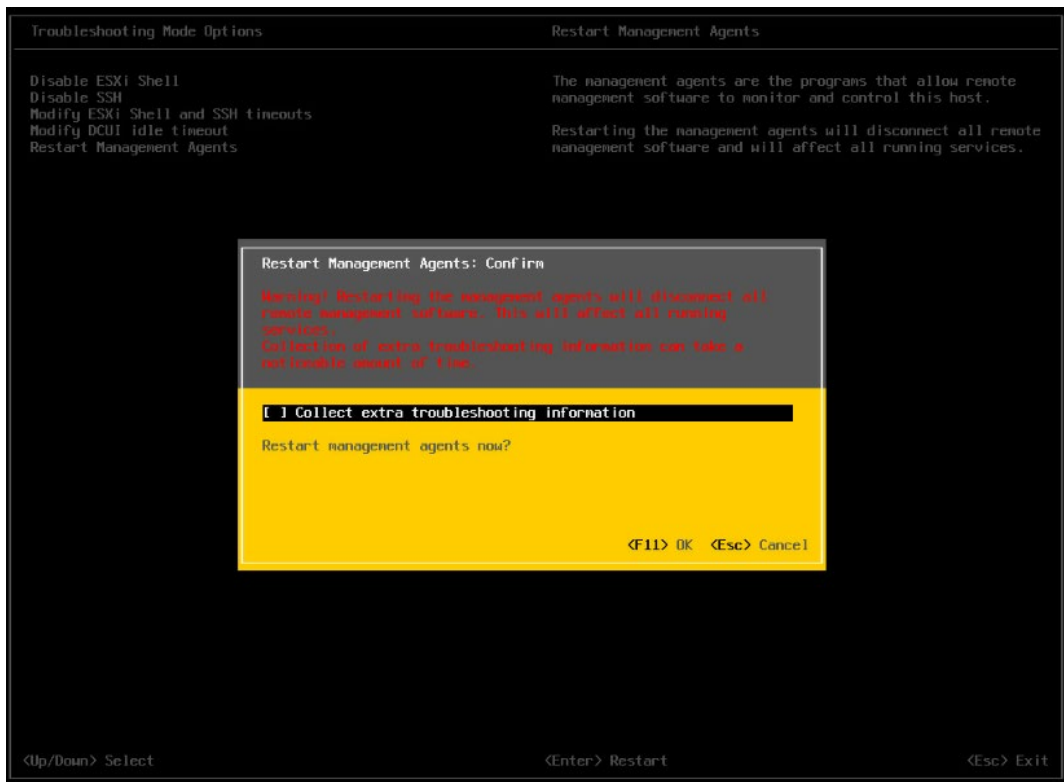 Troubleshooting Mode Options
Restart Management Agents
Disable ESXi Shell
Disable SSH
Modify ESXi Shell and SSH timeouts
Modify DCUI idle timeout
Restart Management Agents
The management agents are the programs that allow remote
management software to monitor and control this host.
Restarting the management agents will disconnect all remote
management software and will affect all running services.
Restart Management Agents: Confirm
Warning! Restarting the management agents will disconnect all
remote management software. This will affect all running
services.
Collection of extra troubleshooting information can take a
noticeable amount of time.
[ ] Collect extra troubleshooting information
Restart management agents now?
<F11> OK <Esc> Cancel
<Up/Down> Select
<Enter> Restart
<Esc> Exit